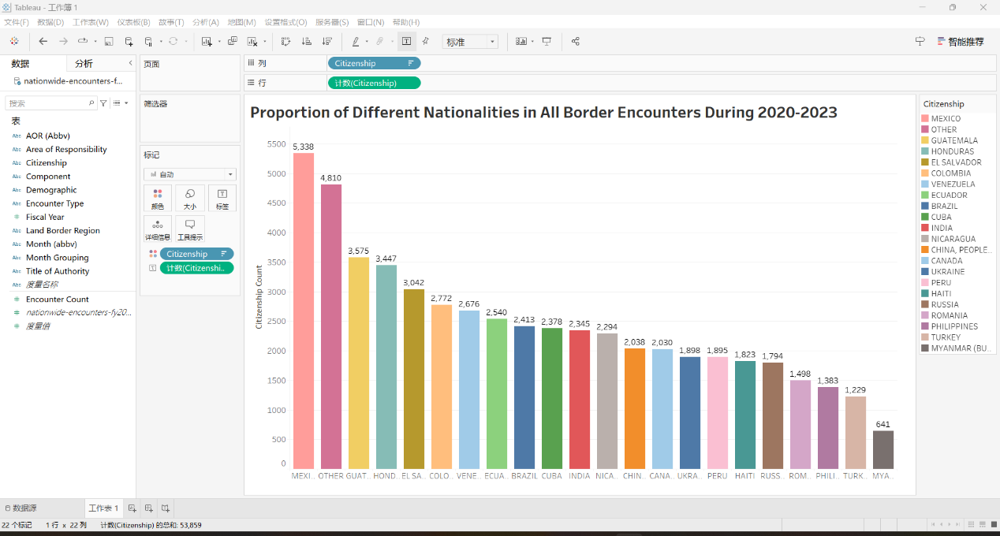 Tableau - 工作簿 1
文件(F) 数据(D) 工作表(W) 仪表板(B) 故事(T) 分析(A) 地图(M) 设置格式(O) 服务器(S) 窗口(N) 帮助(H)
标准
智能推荐
数据 分析
nationwide-encounters-f...
搜索
表
Abc AOR (Abbv)
Abc Area of Responsibility
Abc Citizenship
Abc Component
Abc Demographic
Abc Encounter Type
# Fiscal Year
Abc Land Border Region
Abc Month (abbv)
Abc Month Grouping
Abc Title of Authority
Abc 度量名称
# Encounter Count
# nationwide-encounters-fy20...
# 度量值
页面
筛选器
标记
自动
颜色 大小 标签
详细信息 工具提示
Citizenship
计数(Citizenshi..
列 Citizenship
行 计数(Citizenship)
Proportion of Different Nationalities in All Border Encounters During 2020-2023
Citizenship Count
5500
5000
4500
4000
3500
3000
2500
2000
1500
1000
500
0
5,338
4,810
3,575
3,447
3,042
2,772
2,676
2,540
2,413
2,378
2,345
2,294
2,038
2,030
1,898
1,895
1,823
1,794
1,498
1,383
1,229
641
MEXI.. OTHER GUAT.. HOND.. EL SA.. COLO.. VENE.. ECUA.. BRAZIL CUBA INDIA NICA.. CHIN.. CANA.. UKRA.. PERU HAITI RUSS.. ROM.. PHILI.. TURK.. MYA..
Citizenship
MEXICO
OTHER
GUATEMALA
HONDURAS
EL SALVADOR
COLOMBIA
VENEZUELA
ECUADOR
BRAZIL
CUBA
INDIA
NICARAGUA
CHINA, PEOPLE..
CANADA
UKRAINE
PERU
HAITI
RUSSIA
ROMANIA
PHILIPPINES
TURKEY
MYANMAR (BU..
数据源 工作表 1
22 个标记 1 行 x 22 列 计数(Citizenship) 的总和: 53,859